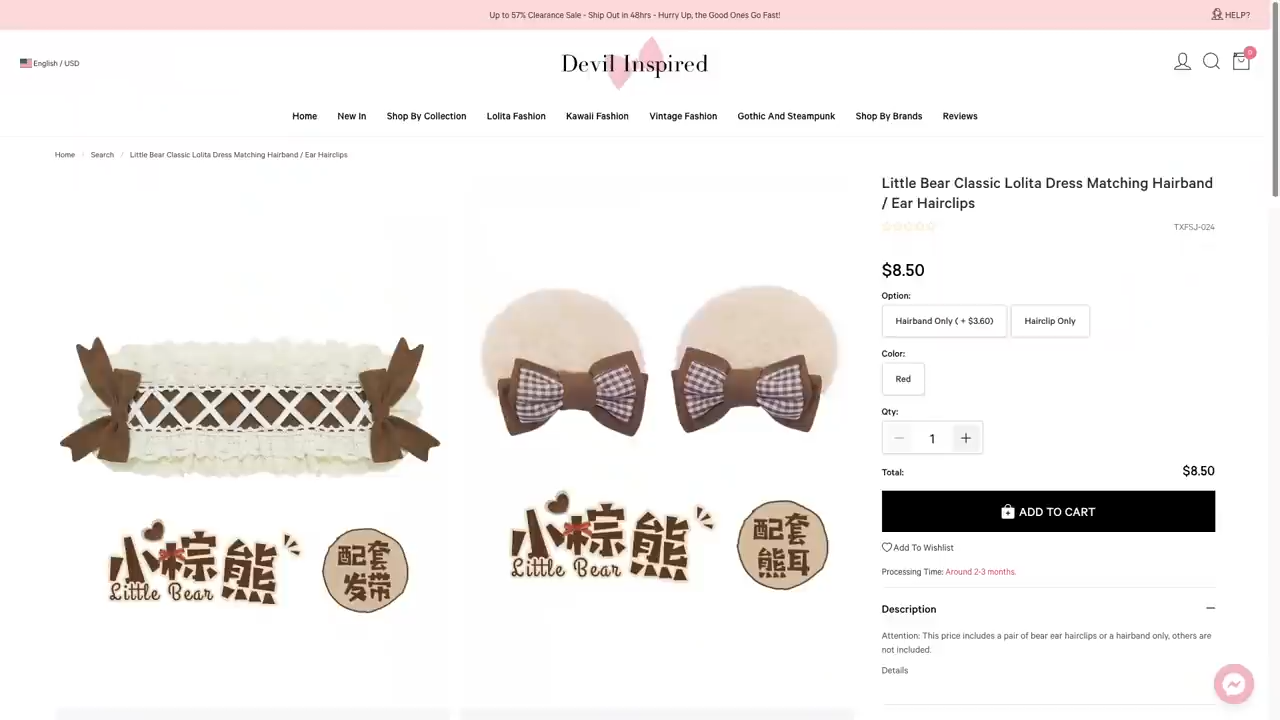 Up to 57% Clearance Sale - Ship Out in 48hrs - Hurry Up, the Good Ones Go Fast!
HELP?
English / USD
Devil Inspired
0
Home New In Shop By Collection Lolita Fashion Kawaii Fashion Vintage Fashion Gothic And Steampunk Shop By Brands Reviews
Home / Search / Little Bear Classic Lolita Dress Matching Hairband / Ear Hairclips
Little Bear Classic Lolita Dress Matching Hairband
/ Ear Hairclips
TXFSJ-024
$8.50
Option:
Hairband Only ( + $3.60) Hairclip Only
Color:
Red
Qty:
1
Total: $8.50
ADD TO CART
Add To Wishlist
Processing Time: Around 2-3 months.
Description
Attention: This price includes a pair of bear ear hairclips or a hairband only, others are
not included.
Details
小棕熊
Little Bear
配套
发带
小棕熊
Little Bear
配套
熊耳